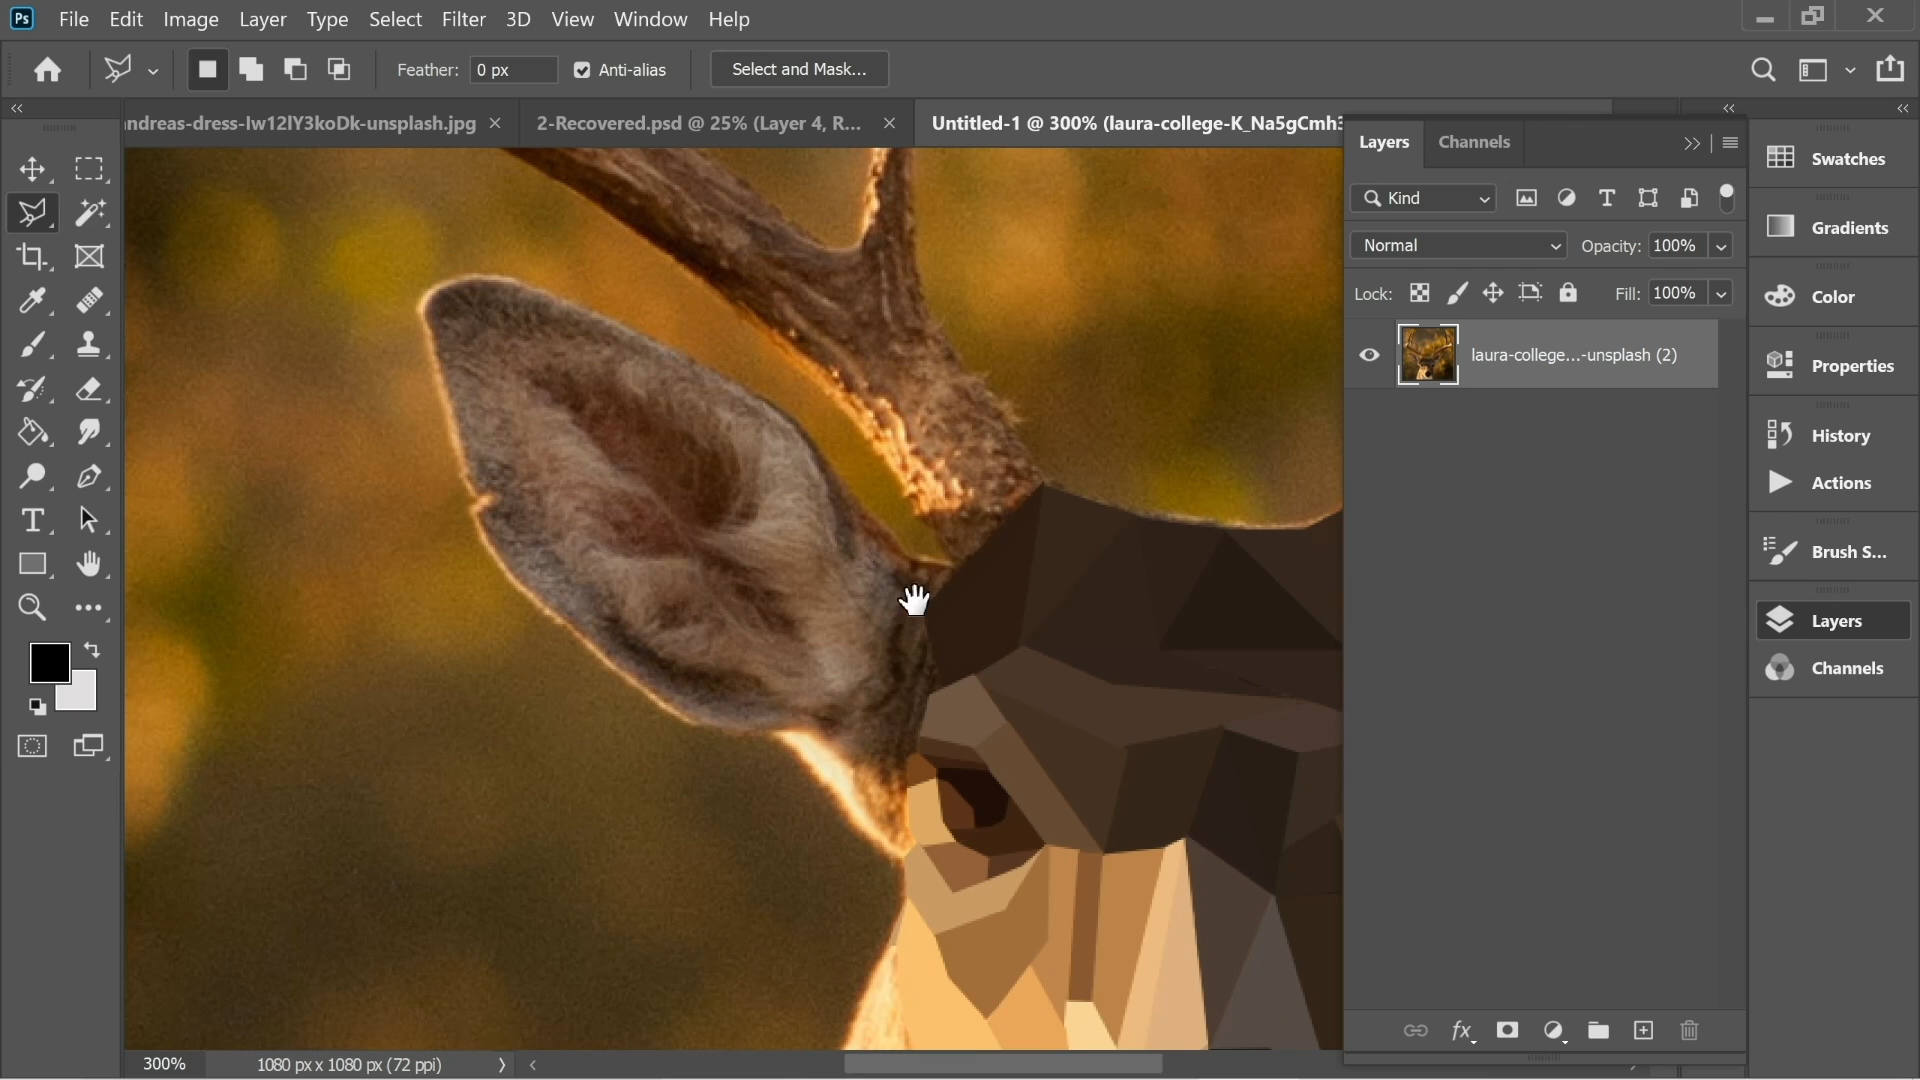 Ps File Edit Image Layer Type Select Filter 3D View Window Help
Feather: 0 px Anti-alias Select and Mask...
ndreas-dress-lw12lY3koDk-unsplash.jpg × 2-Recovered.psd @ 25% (Layer 4, R... × Untitled-1 @ 300% (laura-college-K_Na5gCmh3
Layers Channels
Kind
Normal Opacity: 100%
Lock: Fill: 100%
laura-college...-unsplash (2)
Swatches
Gradients
Color
Properties
History
Actions
Brush S...
Layers
Channels
fx
300% 1080 px x 1080 px (72 ppi)